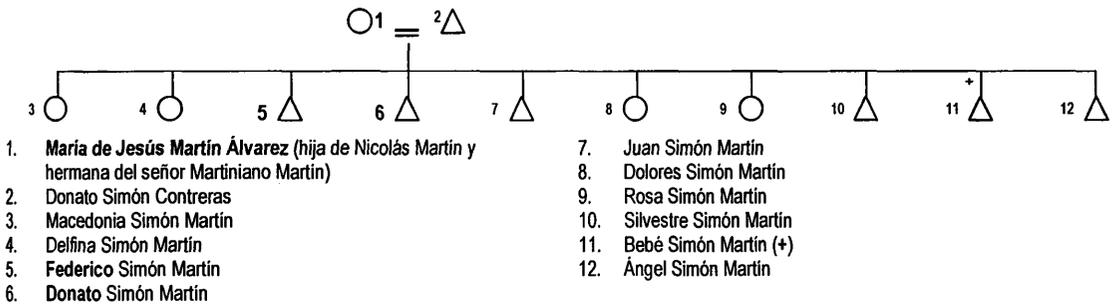 1 2
+
3 4 5 6 7 8 9 10 11 12
1. María de Jesús Martín Álvarez (hija de Nicolás Martín y
hermana del señor Martiniano Martín)
2. Donato Simón Contreras
3. Macedonia Simón Martín
4. Delfina Simón Martín
5. Federico Simón Martín
6. Donato Simón Martín
7. Juan Simón Martín
8. Dolores Simón Martín
9. Rosa Simón Martín
10. Silvestre Simón Martín
11. Bebé Simón Martín (+)
12. Ángel Simón Martín